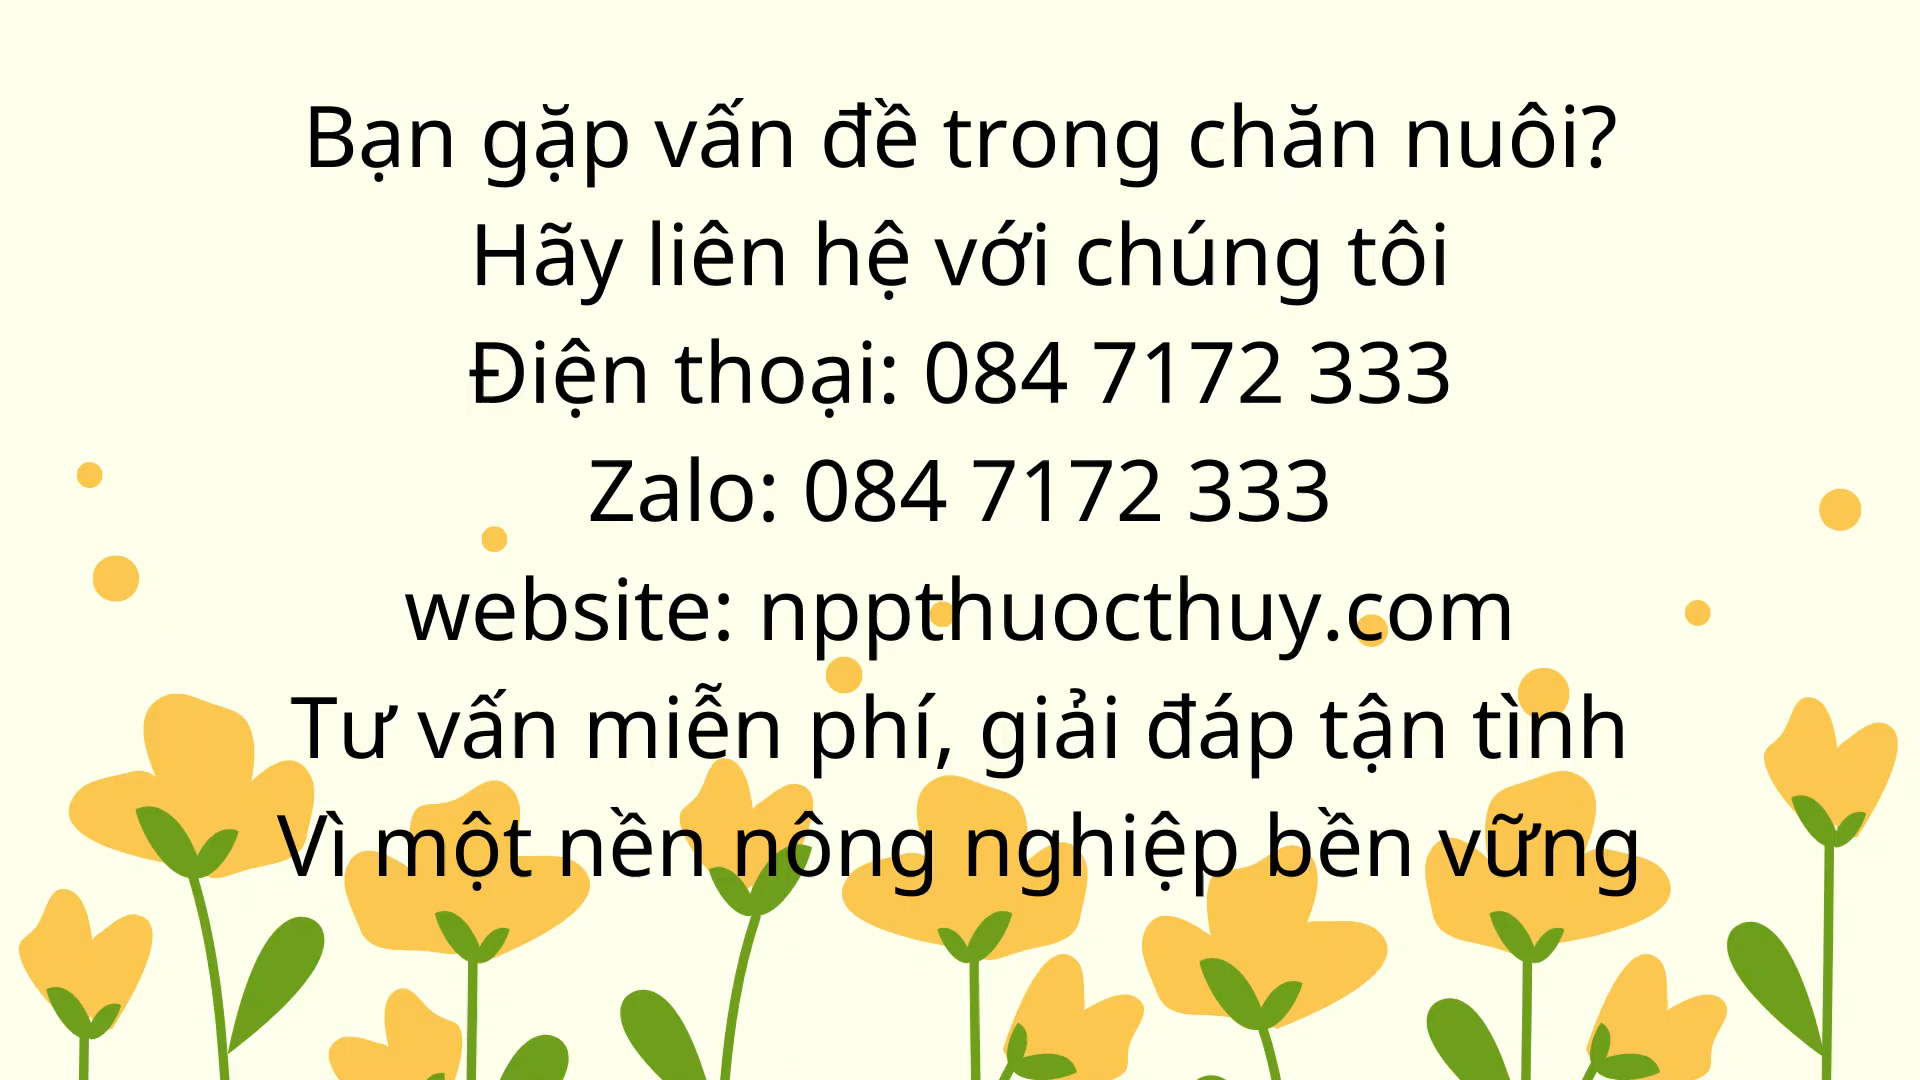 Bạn gặp vấn đề trong chăn nuôi?
Hãy liên hệ với chúng tôi
Điện thoại: 084 7172 333
Zalo: 084 7172 333
website: nppthuocthuy.com
Tư vấn miễn phí, giải đáp tận tình
Vì một nền nông nghiệp bền vững